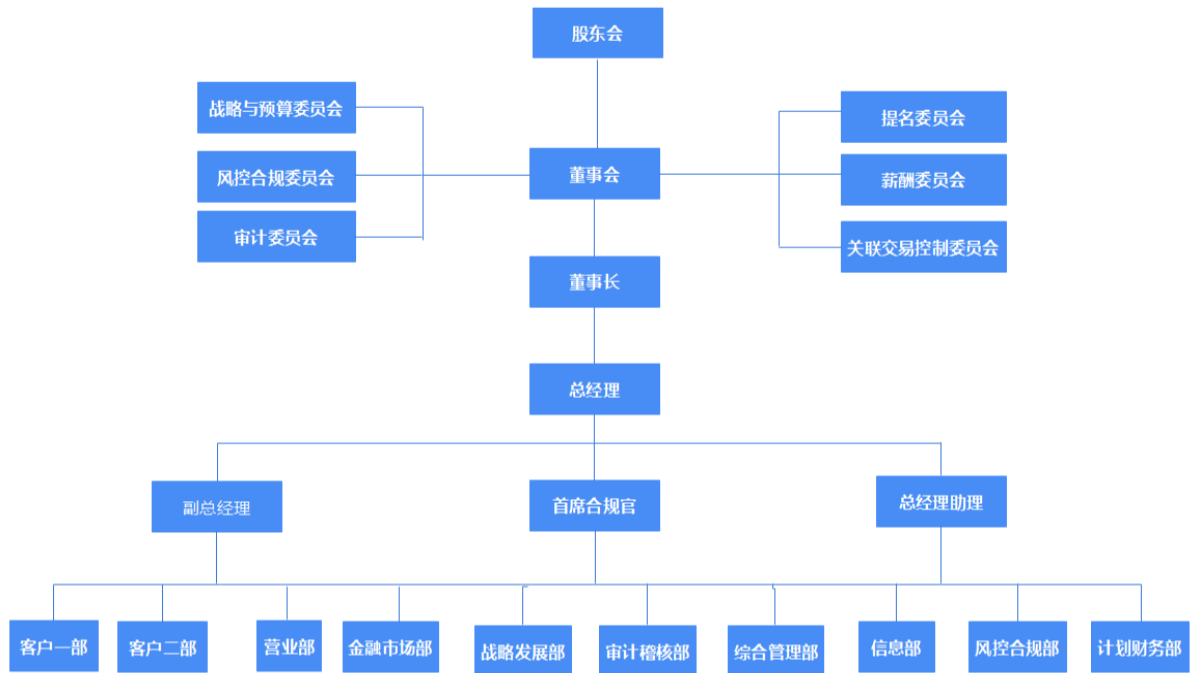 股东会
战略与预算委员会
提名委员会
风控合规委员会
董事会
薪酬委员会
审计委员会
关联交易控制委员会
董事长
总经理
副总经理
首席合规官
总经理助理
客户一部
客户二部
营业部
金融市场部
战略发展部
审计稽核部
综合管理部
信息部
风控合规部
计划财务部